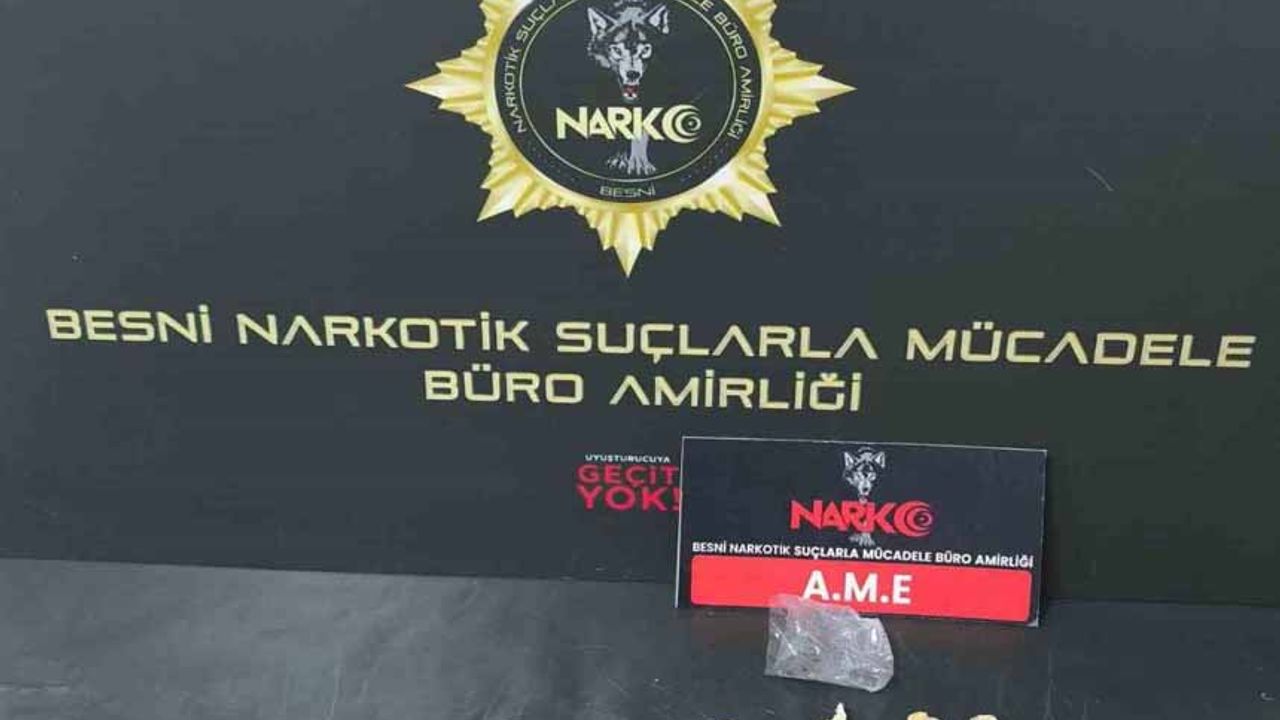 NARKOTİK SUÇLARLA MÜCADELE BÜRO AMİRLİĞİ
NARKO
BESNİ
BESNİ NARKOTİK SUÇLARLA MÜCADELE
BÜRO AMİRLİĞİ
UYUŞTURUCUYA
GEÇİT
YOK!
NARKO
BESNİ NARKOTİK SUÇLARLA MÜCADELE BÜRO AMİRLİĞİ
A.M.E